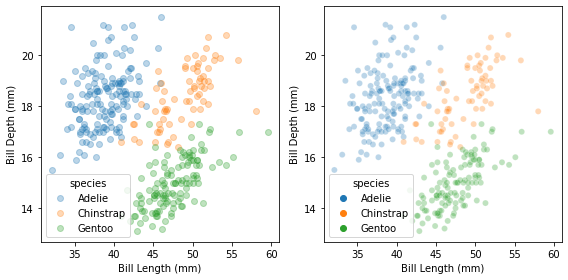 20
18
16
14
Bill Depth (mm)
species
Adelie
Chinstrap
Gentoo
35 40 45 50 55 60
Bill Length (mm)
20
18
16
14
Bill Depth (mm)
species
Adelie
Chinstrap
Gentoo
35 40 45 50 55 60
Bill Length (mm)